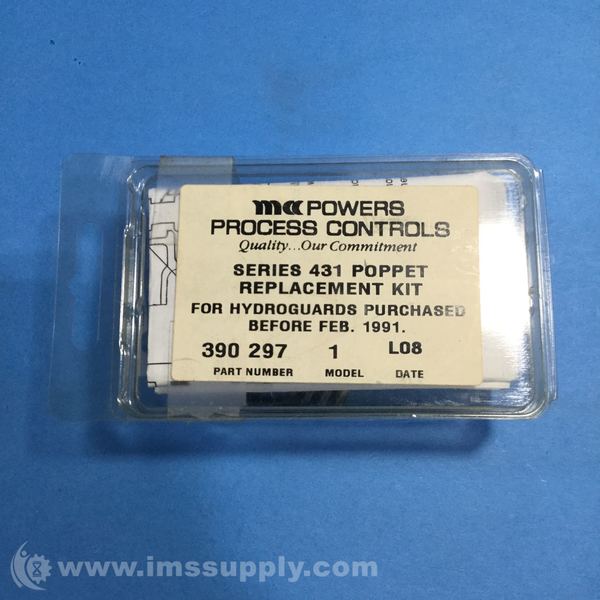 mcc POWERS
PROCESS CONTROLS
Quality...Our Commitment
SERIES 431 POPPET
REPLACEMENT KIT
FOR HYDROGUARDS PURCHASED
BEFORE FEB. 1991.
390 297 1 L08
PART NUMBER MODEL DATE
www.imssupply.com